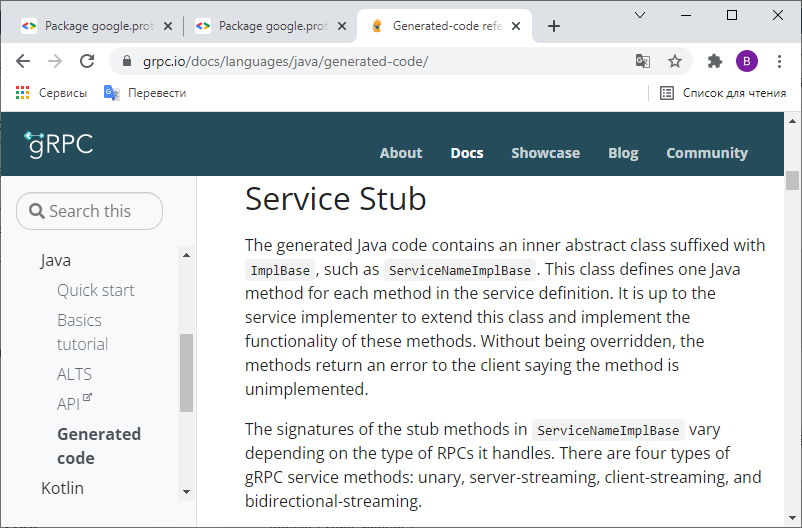 Package google.prot
Package google.prot
Generated-code refe
grpc.io/docs/languages/java/generated-code/
B
Сервисы
Перевести
Список для чтения
gRPC
About
Docs
Showcase
Blog
Community
Search this
Java
Quick start
Basics
tutorial
ALTS
API
Generated
code
Kotlin
Service Stub
The generated Java code contains an inner abstract class suffixed with
ImplBase, such as ServiceNameImplBase. This class defines one Java
method for each method in the service definition. It is up to the
service implementer to extend this class and implement the
functionality of these methods. Without being overridden, the
methods return an error to the client saying the method is
unimplemented.
The signatures of the stub methods in ServiceNameImplBase vary
depending on the type of RPCs it handles. There are four types of
gRPC service methods: unary, server-streaming, client-streaming, and
bidirectional-streaming.